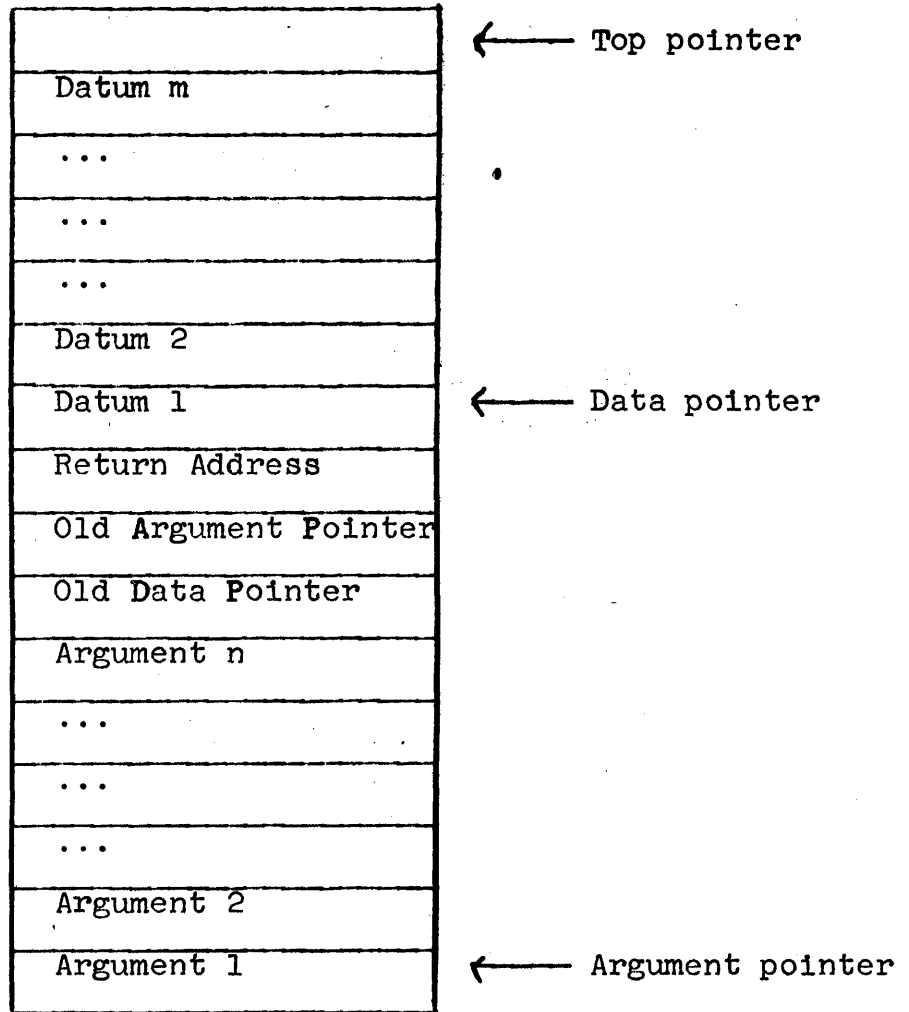 ← Top pointer
Datum m
...
...
...
Datum 2
Datum 1 ← Data pointer
Return Address
Old Argument Pointer
Old Data Pointer
Argument n
...
...
...
Argument 2
Argument 1 ← Argument pointer